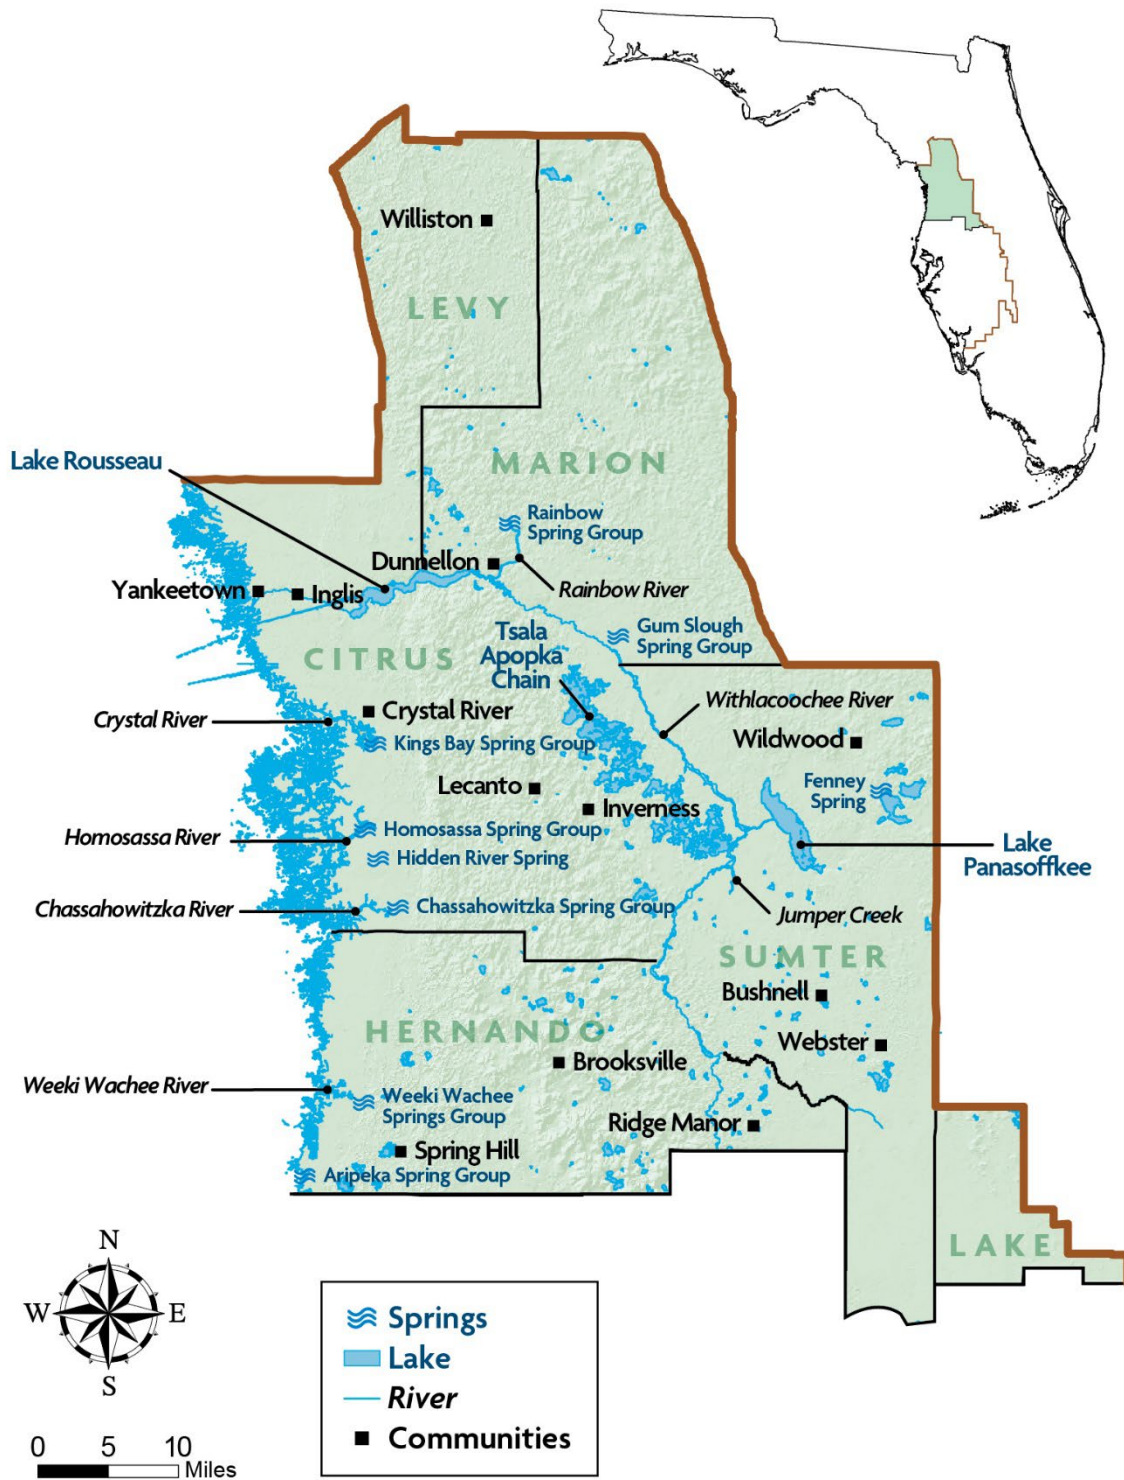 Williston
LEVY
MARION
Lake Rousseau
Rainbow
Spring Group
Dunnellon
Rainbow River
Yankeetown
Inglis
Tsala
Apopka
Chain
Gum Slough
Spring Group
CITRUS
Withlacoochee River
Crystal River
Crystal River
Kings Bay Spring Group
Wildwood
Lecanto
Fenney
Spring
Inverness
Homosassa River
Homosassa Spring Group
Hidden River Spring
Lake
Panasoffkee
Chassahowitzka River
Chassahowitzka Spring Group
Jumper Creek
SUMTER
Bushnell
HERNANDO
Webster
Brooksville
Weeki Wachee River
Weeki Wachee
Springs Group
Ridge Manor
Spring Hill
Aripeka Spring Group
LAKE
N
W
E
S
Springs
Lake
River
Communities
0 5 10
Miles